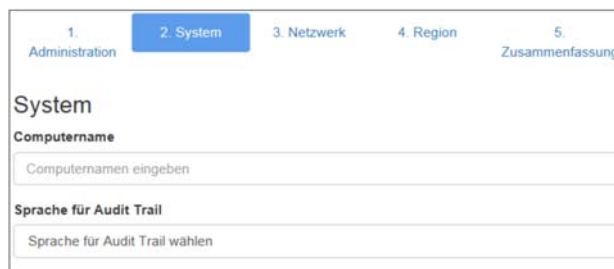 1. Administration
2. System
3. Netzwerk
4. Region
5. Zusammenfassung
System
Computername
Computernamen eingeben
Sprache für Audit Trail
Sprache für Audit Trail wählen